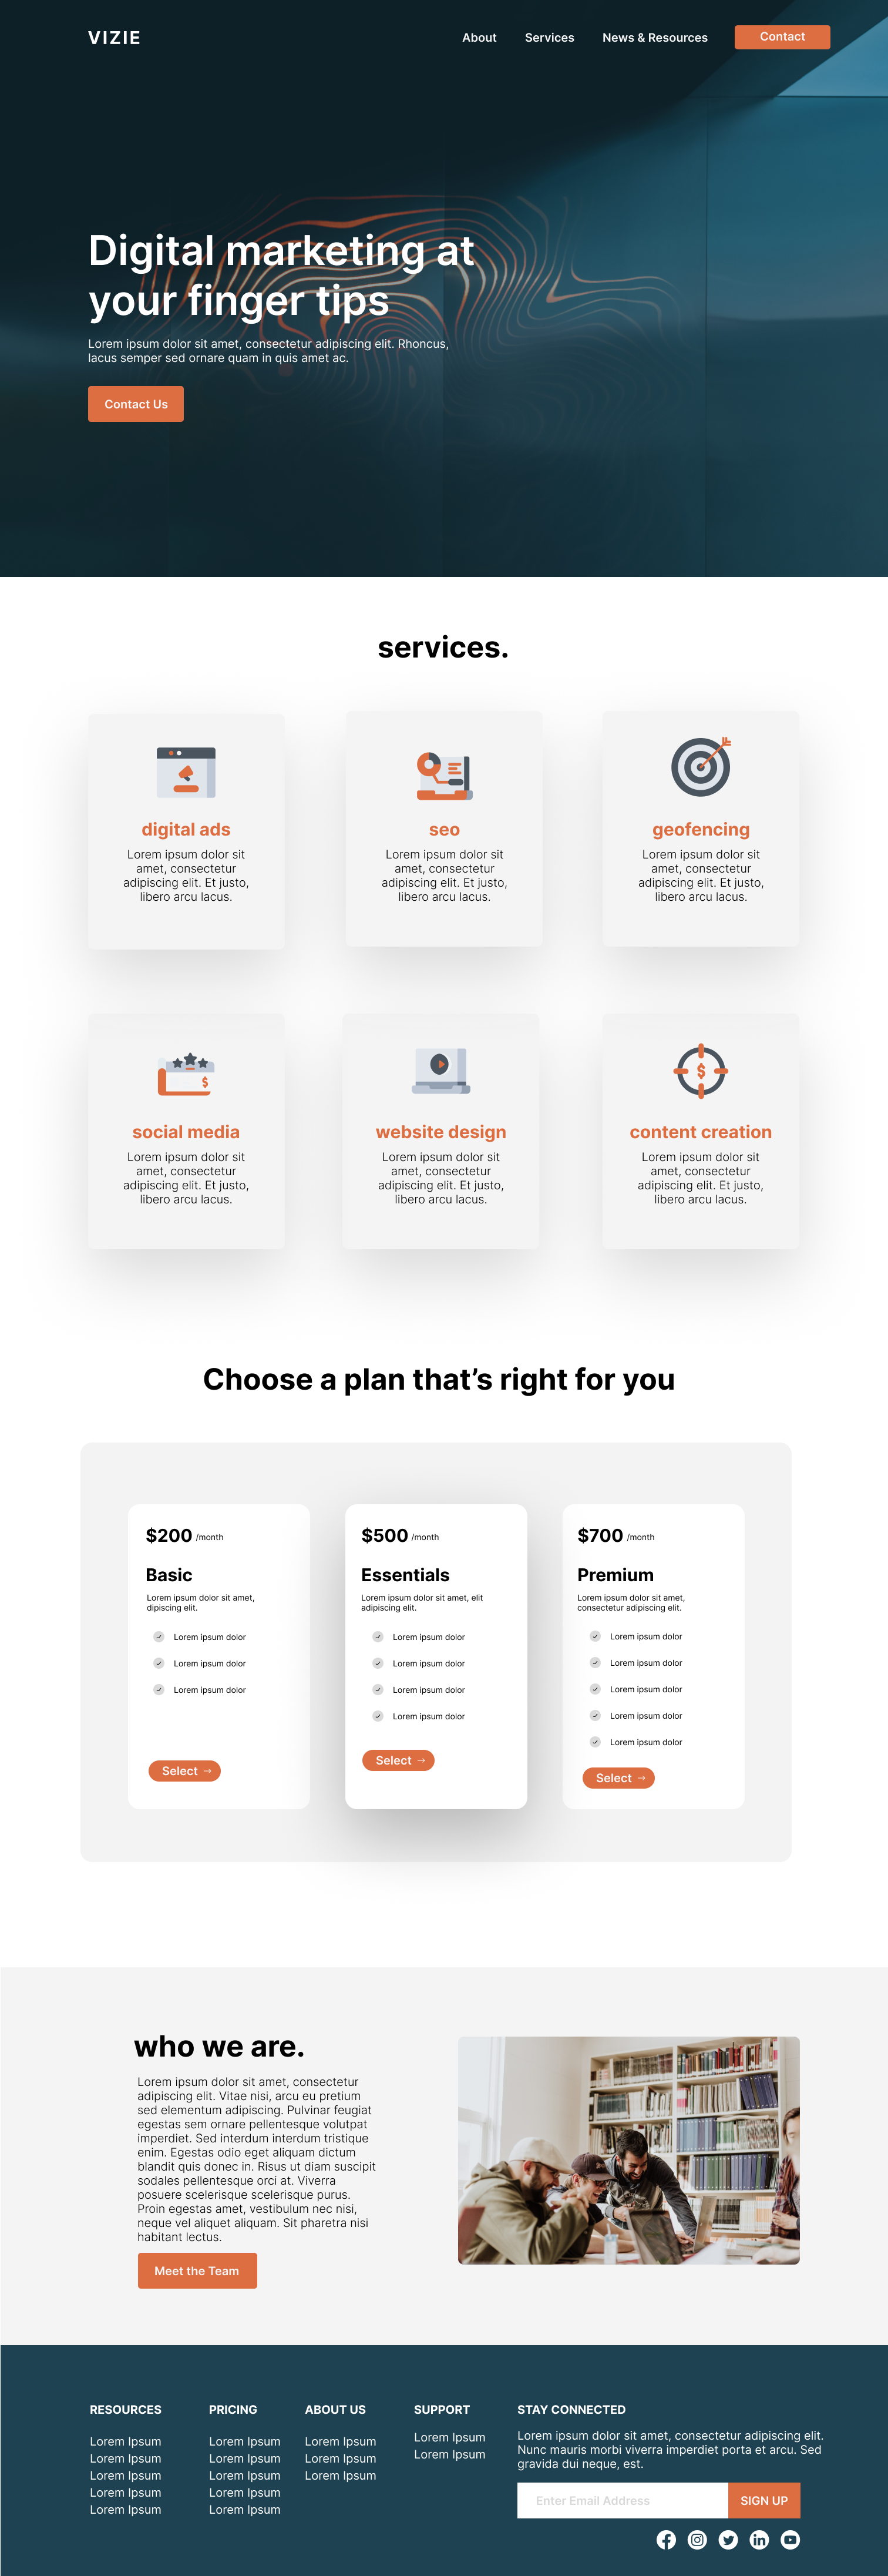 VIZIE
About
Services
News & Resources
Contact
Digital marketing at
your finger tips
Lorem ipsum dolor sit amet, consectetur adipiscing elit. Rhoncus,
lacus semper sed ornare quam in quis amet ac.
Contact Us
services.
digital ads
Lorem ipsum dolor sit
amet, consectetur
adipiscing elit. Et justo,
libero arcu lacus.
seo
Lorem ipsum dolor sit
amet, consectetur
adipiscing elit. Et justo,
libero arcu lacus.
geofencing
Lorem ipsum dolor sit
amet, consectetur
adipiscing elit. Et justo,
libero arcu lacus.
$
social media
Lorem ipsum dolor sit
amet, consectetur
adipiscing elit. Et justo,
libero arcu lacus.
website design
Lorem ipsum dolor sit
amet, consectetur
adipiscing elit. Et justo,
libero arcu lacus.
$
content creation
Lorem ipsum dolor sit
amet, consectetur
adipiscing elit. Et justo,
libero arcu lacus.
Choose a plan that’s right for you
$200 /month
Basic
Lorem ipsum dolor sit amet,
dipiscing elit.
Lorem ipsum dolor
Lorem ipsum dolor
Lorem ipsum dolor
Select →
$500 /month
Essentials
Lorem ipsum dolor sit amet, elit
adipiscing elit.
Lorem ipsum dolor
Lorem ipsum dolor
Lorem ipsum dolor
Lorem ipsum dolor
Select →
$700 /month
Premium
Lorem ipsum dolor sit amet,
consectetur adipiscing elit.
Lorem ipsum dolor
Lorem ipsum dolor
Lorem ipsum dolor
Lorem ipsum dolor
Lorem ipsum dolor
Select →
who we are.
Lorem ipsum dolor sit amet, consectetur
adipiscing elit. Vitae nisi, arcu eu pretium
sed elementum adipiscing. Pulvinar feugiat
egestas sem ornare pellentesque volutpat
imperdiet. Sed interdum interdum tristique
enim. Egestas odio eget aliquam dictum
blandit quis donec in. Risus ut diam suscipit
sodales pellentesque orci at. Viverra
posuere scelerisque scelerisque purus.
Proin egestas amet, vestibulum nec nisi,
neque vel aliquet aliquam. Sit pharetra nisi
habitant lectus.
Meet the Team
RESOURCES
Lorem Ipsum
Lorem Ipsum
Lorem Ipsum
Lorem Ipsum
Lorem Ipsum
PRICING
Lorem Ipsum
Lorem Ipsum
Lorem Ipsum
Lorem Ipsum
Lorem Ipsum
ABOUT US
Lorem Ipsum
Lorem Ipsum
Lorem Ipsum
SUPPORT
Lorem Ipsum
Lorem Ipsum
STAY CONNECTED
Lorem ipsum dolor sit amet, consectetur adipiscing elit.
Nunc mauris morbi viverra imperdiet porta et arcu. Sed
gravida dui neque, est.
Enter Email Address
SIGN UP